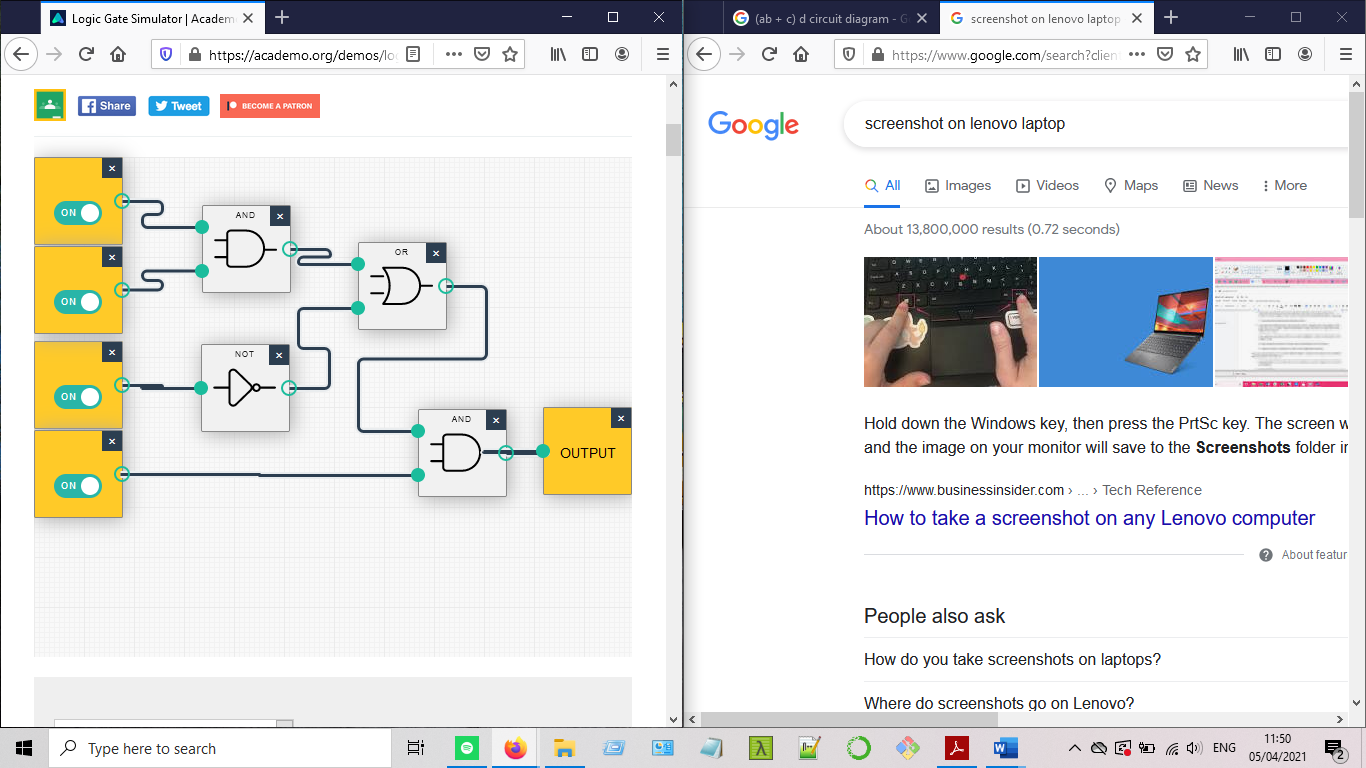 Logic Gate Simulator | Academ
https://academo.org/demos/lo
Share
Tweet
BECOME A PATRON
ON
ON
ON
ON
AND
OR
NOT
AND
OUTPUT
(ab + c) d circuit diagram - G
screenshot on lenovo laptop
https://www.google.com/search?clien
Google
screenshot on lenovo laptop
All
Images
Videos
Maps
News
More
About 13,800,000 results (0.72 seconds)
Hold down the Windows key, then press the PrtSc key. The screen w
and the image on your monitor will save to the Screenshots folder in
https://www.businessinsider.com › ... › Tech Reference
How to take a screenshot on any Lenovo computer
About featur
People also ask
How do you take screenshots on laptops?
Where do screenshots go on Lenovo?
Type here to search
ENG
11:50
05/04/2021
2